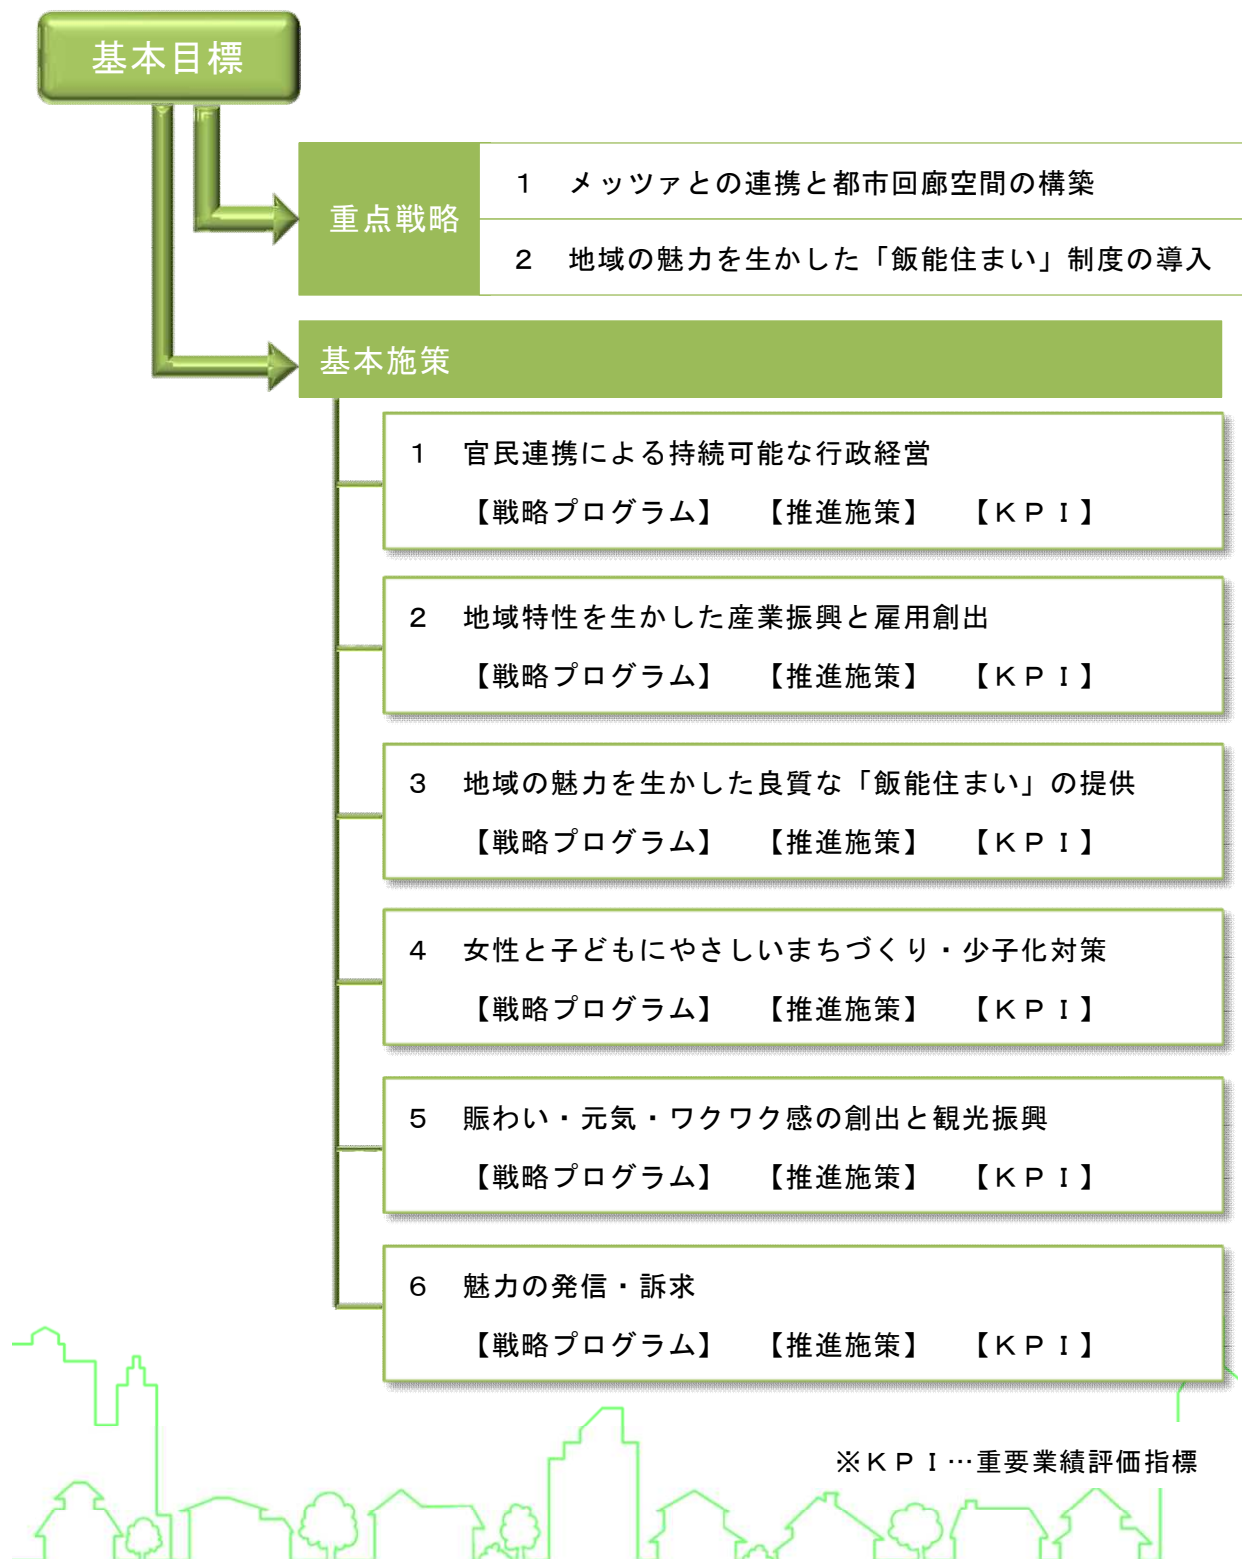 基本目標
重点戦略
１　メッツァとの連携と都市回廊空間の構築
２　地域の魅力を生かした「飯能住まい」制度の導入
基本施策
１　官民連携による持続可能な行政経営
【戦略プログラム】　【推進施策】　【ＫＰＩ】
２　地域特性を生かした産業振興と雇用創出
【戦略プログラム】　【推進施策】　【ＫＰＩ】
３　地域の魅力を生かした良質な「飯能住まい」の提供
【戦略プログラム】　【推進施策】　【ＫＰＩ】
４　女性と子どもにやさしいまちづくり・少子化対策
【戦略プログラム】　【推進施策】　【ＫＰＩ】
５　賑わい・元気・ワクワク感の創出と観光振興
【戦略プログラム】　【推進施策】　【ＫＰＩ】
６　魅力の発信・訴求
【戦略プログラム】　【推進施策】　【ＫＰＩ】
※ＫＰＩ…重要業績評価指標